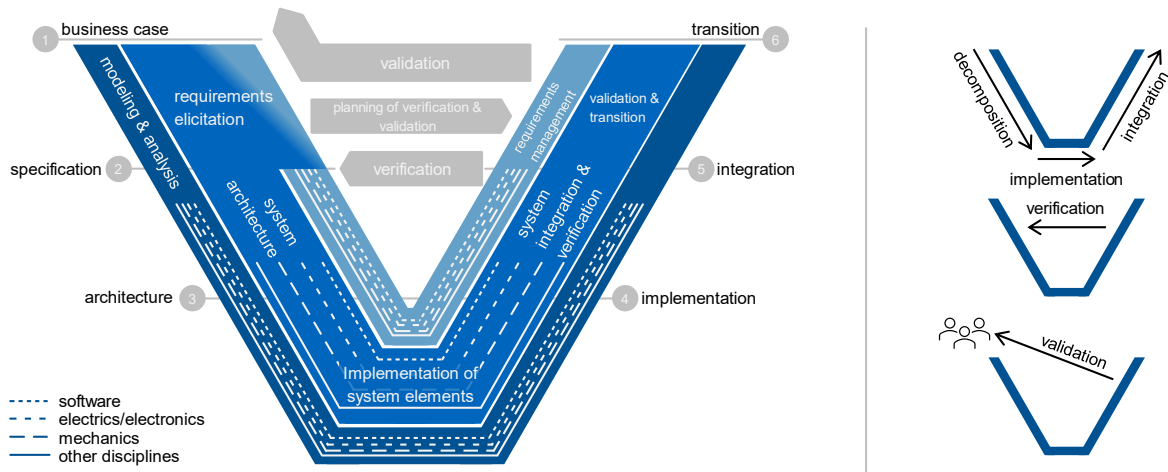 1
business case
transition
6
validation
planning of verification &
validation
verification
modeling & analysis
requirements
elicitation
requirements
management
validation &
transition
specification
2
5
integration
system
architecture
system
integration &
verification
architecture
3
4
implementation
Implementation of
system elements
software
electrics/electronics
mechanics
other disciplines
decomposition
integration
implementation
verification
validation